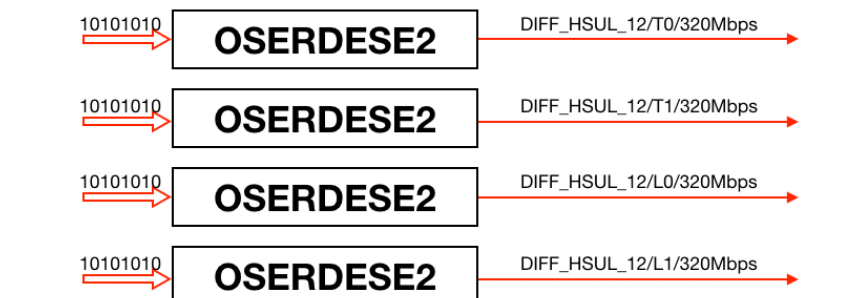 10101010 OSERDESE2 DIFF_HSUL_12/T0/320Mbps
10101010 OSERDESE2 DIFF_HSUL_12/T1/320Mbps
10101010 OSERDESE2 DIFF_HSUL_12/L0/320Mbps
10101010 OSERDESE2 DIFF_HSUL_12/L1/320Mbps